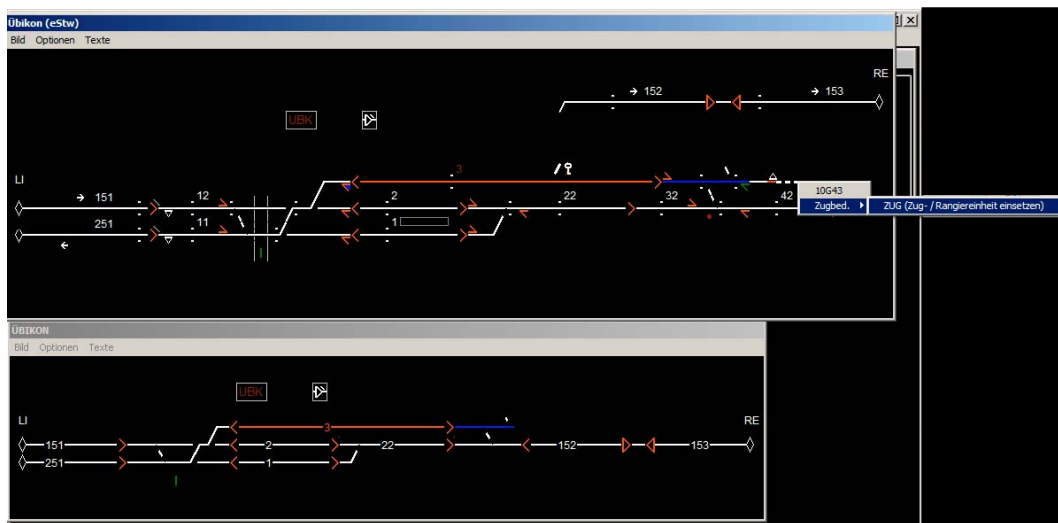 Übikon (eStw)
Bild Optionen Texte
RE
152 153
UBK
3
LI
151 12 2 22 32 42
251 11 1
I
10G43
Zugbed. ZUG (Zug- / Rangiereinheit einsetzen)
ÜBIKON
Bild Optionen Texte
UBK
LI RE
3
151 2 22 152 153
251 1
I